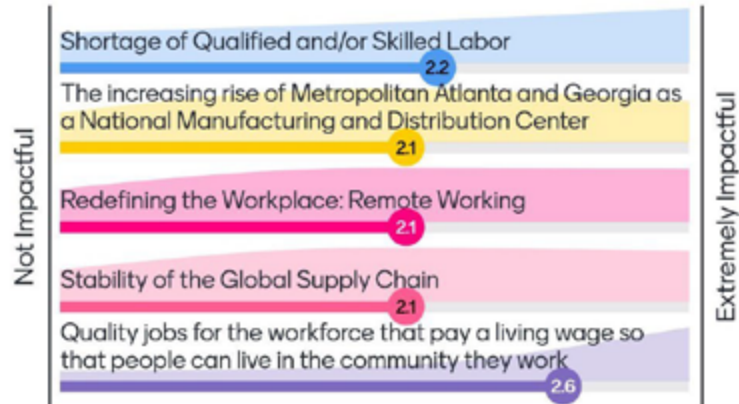 Shortage of Qualified and/or Skilled Labor
2.2
The increasing rise of Metropolitan Atlanta and Georgia as
a National Manufacturing and Distribution Center
2.1
Redefining the Workplace: Remote Working
2.1
Stability of the Global Supply Chain
2.1
Quality jobs for the workforce that pay a living wage so
that people can live in the community they work
2.6
Not Impactful
Extremely Impactful